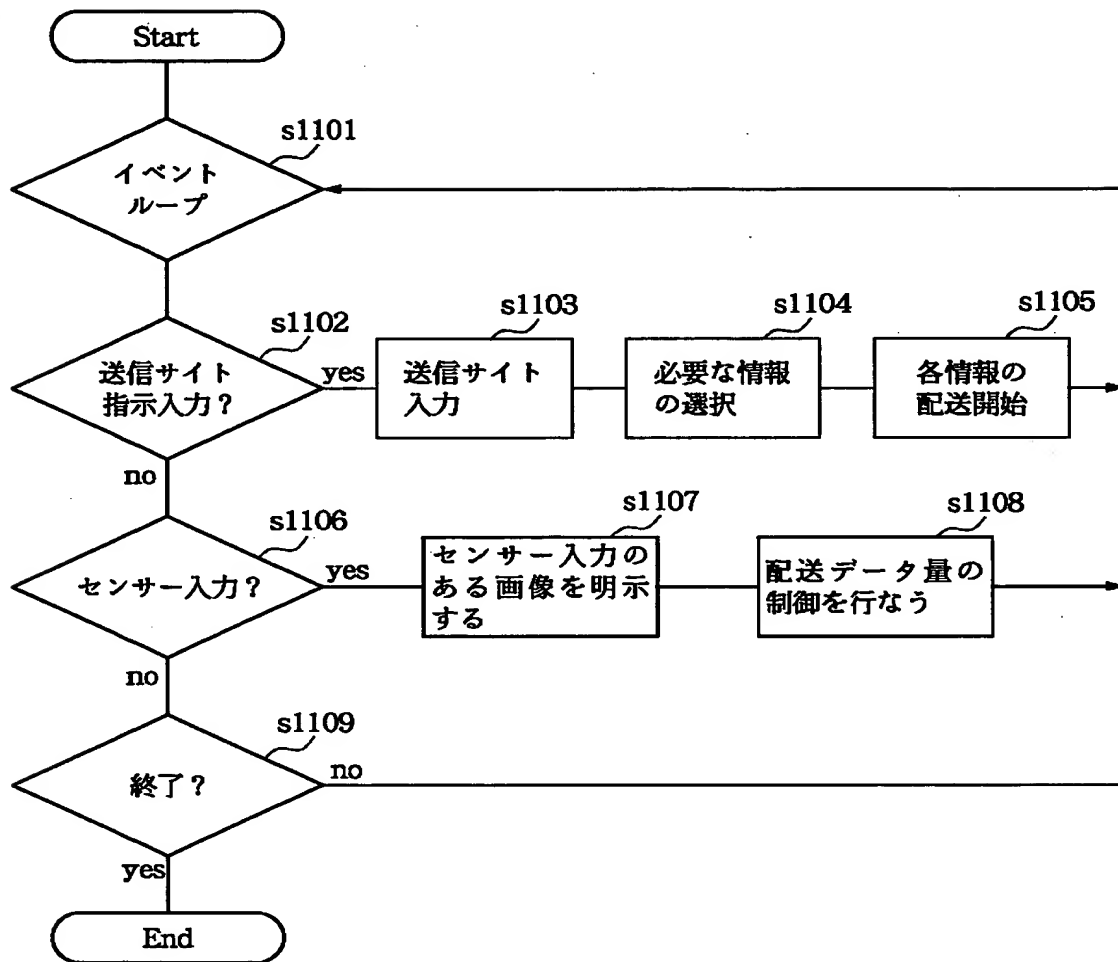 Start
s1101
イベント
ループ
s1102
送信サイト
指示入力？
yes
no
s1103
送信サイト
入力
s1104
必要な情報
の選択
s1105
各情報の
配送開始
s1106
センサー入力？
yes
no
s1107
センサー入力の
ある画像を明示
する
s1108
配送データ量の
制御を行なう
s1109
終了？
no
yes
End